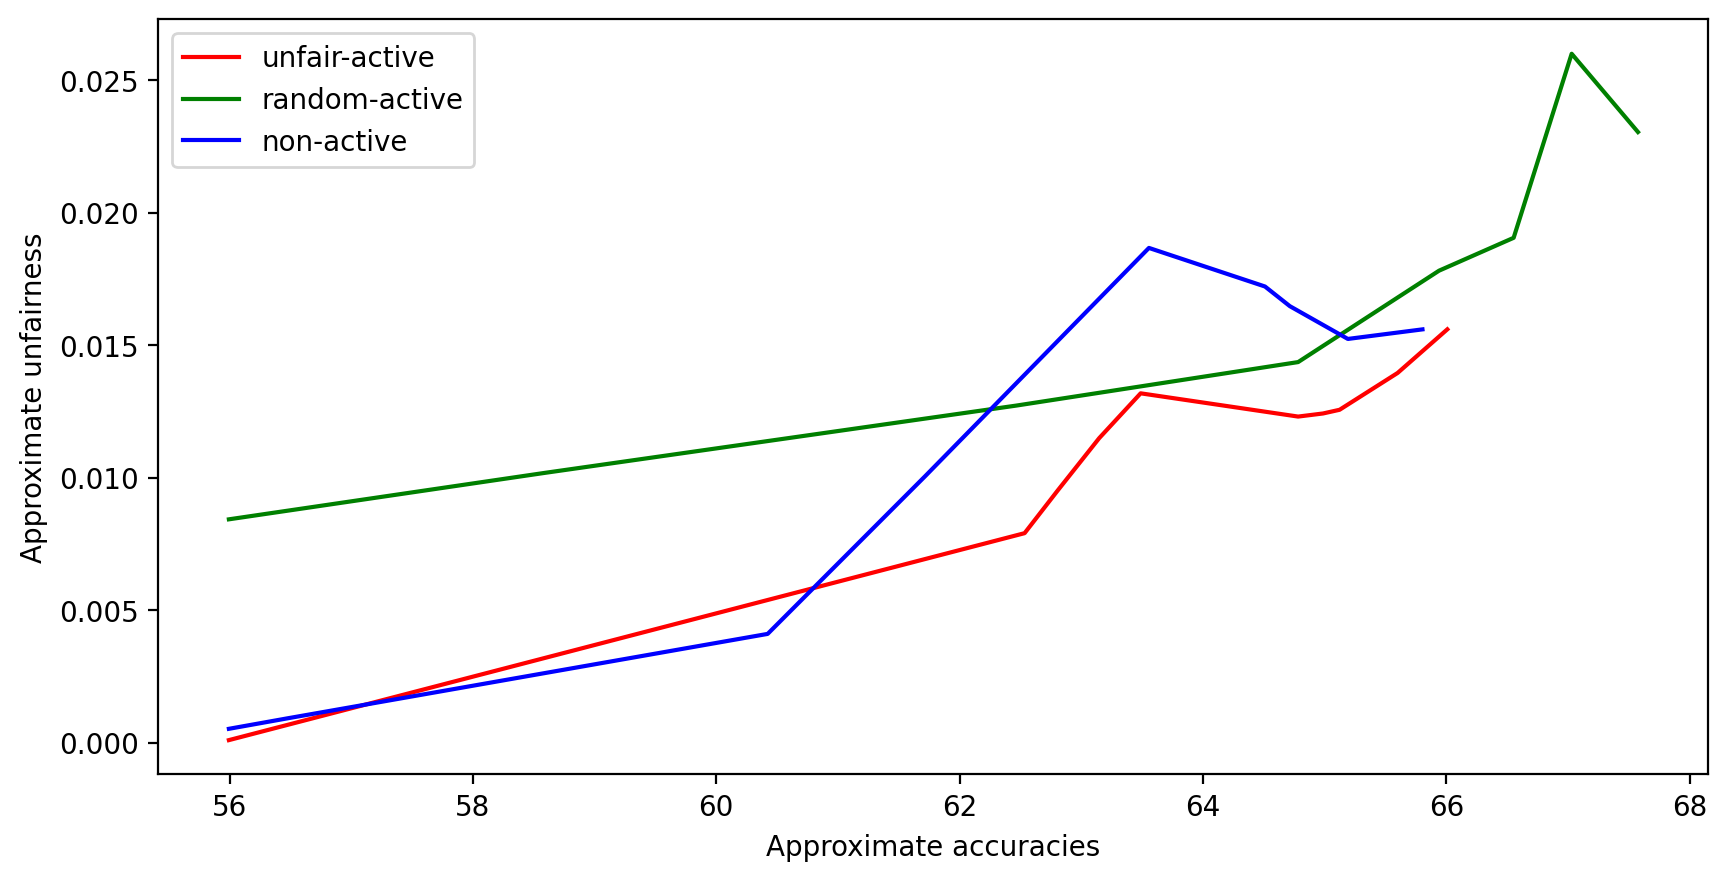 unfair-active
random-active
non-active
Approximate unfairness
0.025
0.020
0.015
0.010
0.005
0.000
56 58 60 62 64 66 68
Approximate accuracies